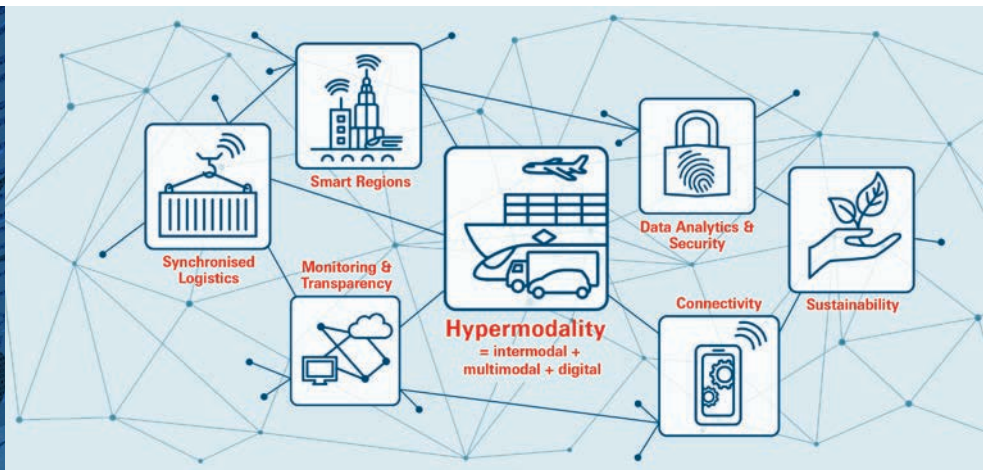 Smart Regions
Synchronised
Logistics
Monitoring &
Transparency
Hypermodality
= intermodal +
multimodal + digital
Data Analytics &
Security
Connectivity
Sustainability